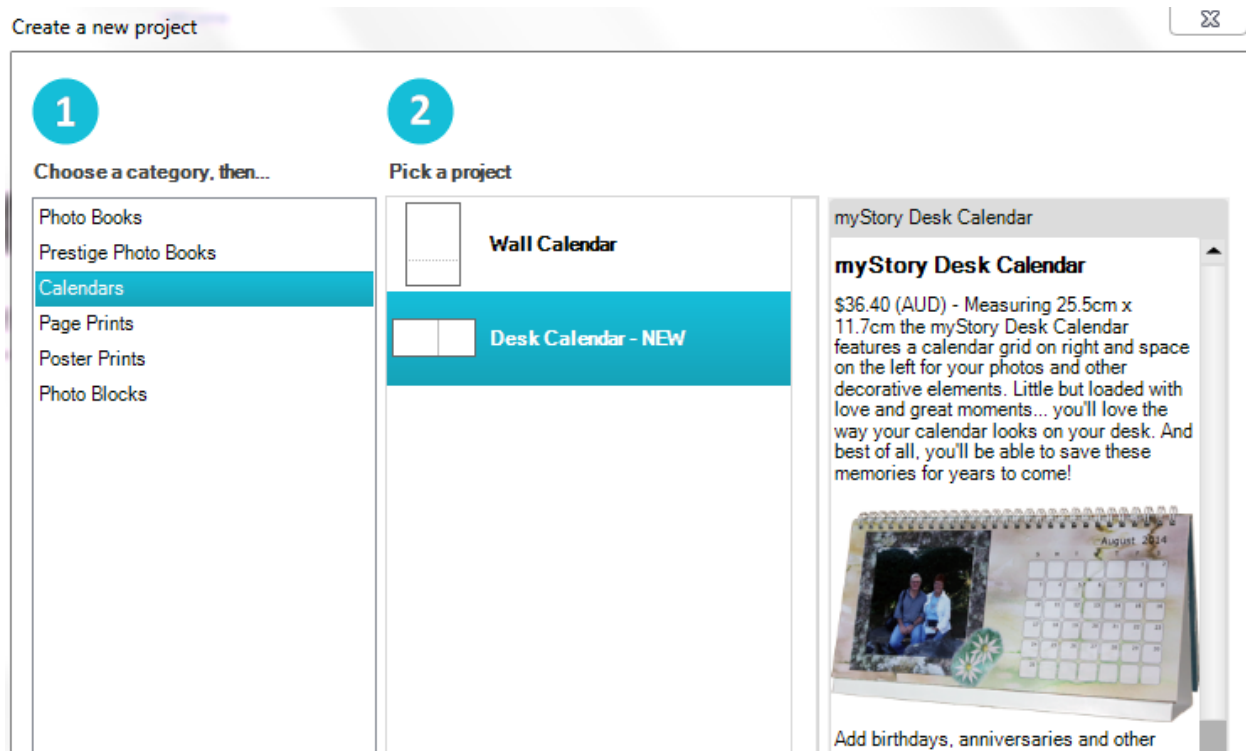 Create a new project
1
2
Choose a category, then...
Pick a project
Photo Books
Prestige Photo Books
Calendars
Page Prints
Poster Prints
Photo Blocks
Wall Calendar
Desk Calendar - NEW
myStory Desk Calendar
myStory Desk Calendar
$36.40 (AUD) - Measuring 25.5cm x
11.7cm the myStory Desk Calendar
features a calendar grid on right and space
on the left for your photos and other
decorative elements. Little but loaded with
love and great moments... you'll love the
way your calendar looks on your desk. And
best of all, you'll be able to save these
memories for years to come!
August 2014
Add birthdays, anniversaries and other